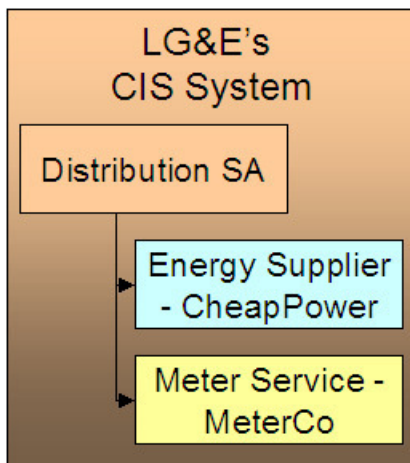 LG&E’s
CIS System
Distribution SA
Energy Supplier
- CheapPower
Meter Service -
MeterCo